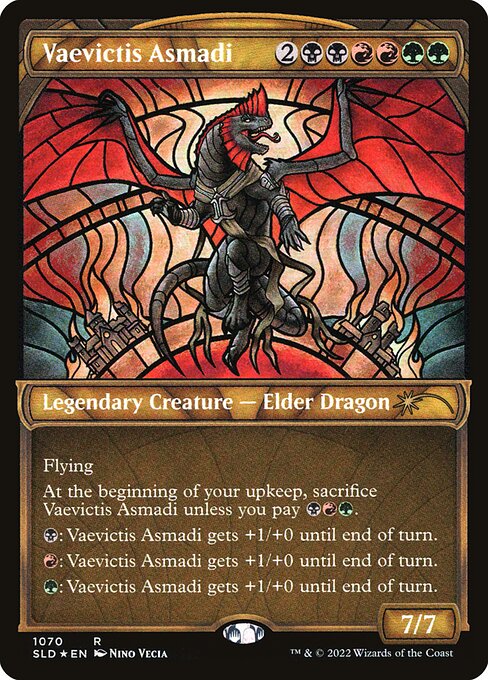 Vaevictis Asmadi 2
Legendary Creature — Elder Dragon
Flying
At the beginning of your upkeep, sacrifice
Vaevictis Asmadi unless you pay .
: Vaevictis Asmadi gets +1/+0 until end of turn.
: Vaevictis Asmadi gets +1/+0 until end of turn.
: Vaevictis Asmadi gets +1/+0 until end of turn.
7/7
1070 R
SLD ★ EN Nino Vecia
™ & © 2022 Wizards of the Coast